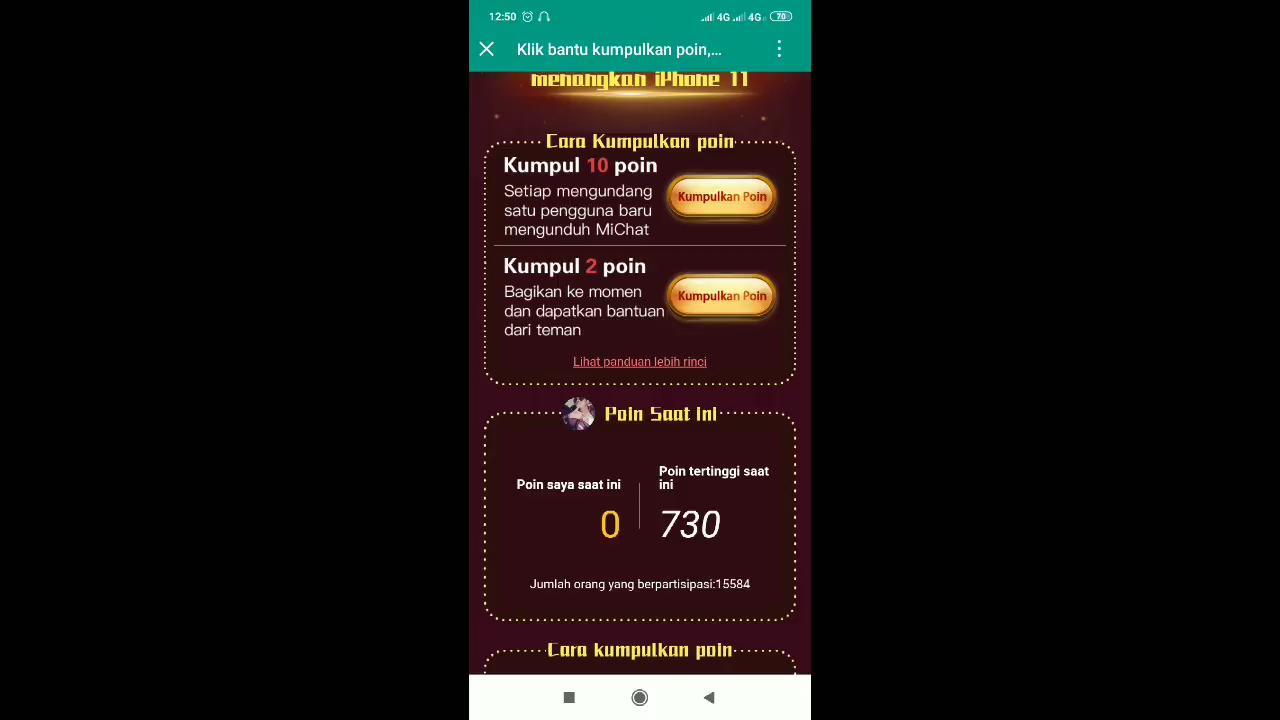 12:50
4G 4G 70
Klik bantu kumpulkan poin,...
menangkan iPhone 11
Cara Kumpulkan poin
Kumpul 10 poin
Setiap mengundang
satu pengguna baru
mengunduh MiChat
Kumpulkan Poin
Kumpul 2 poin
Bagikan ke momen
dan dapatkan bantuan
dari teman
Kumpulkan Poin
Lihat panduan lebih rinci
Poin Saat ini
Poin saya saat ini
0
Poin tertinggi saat
ini
730
Jumlah orang yang berpartisipasi:15584
Cara kumpulkan poin